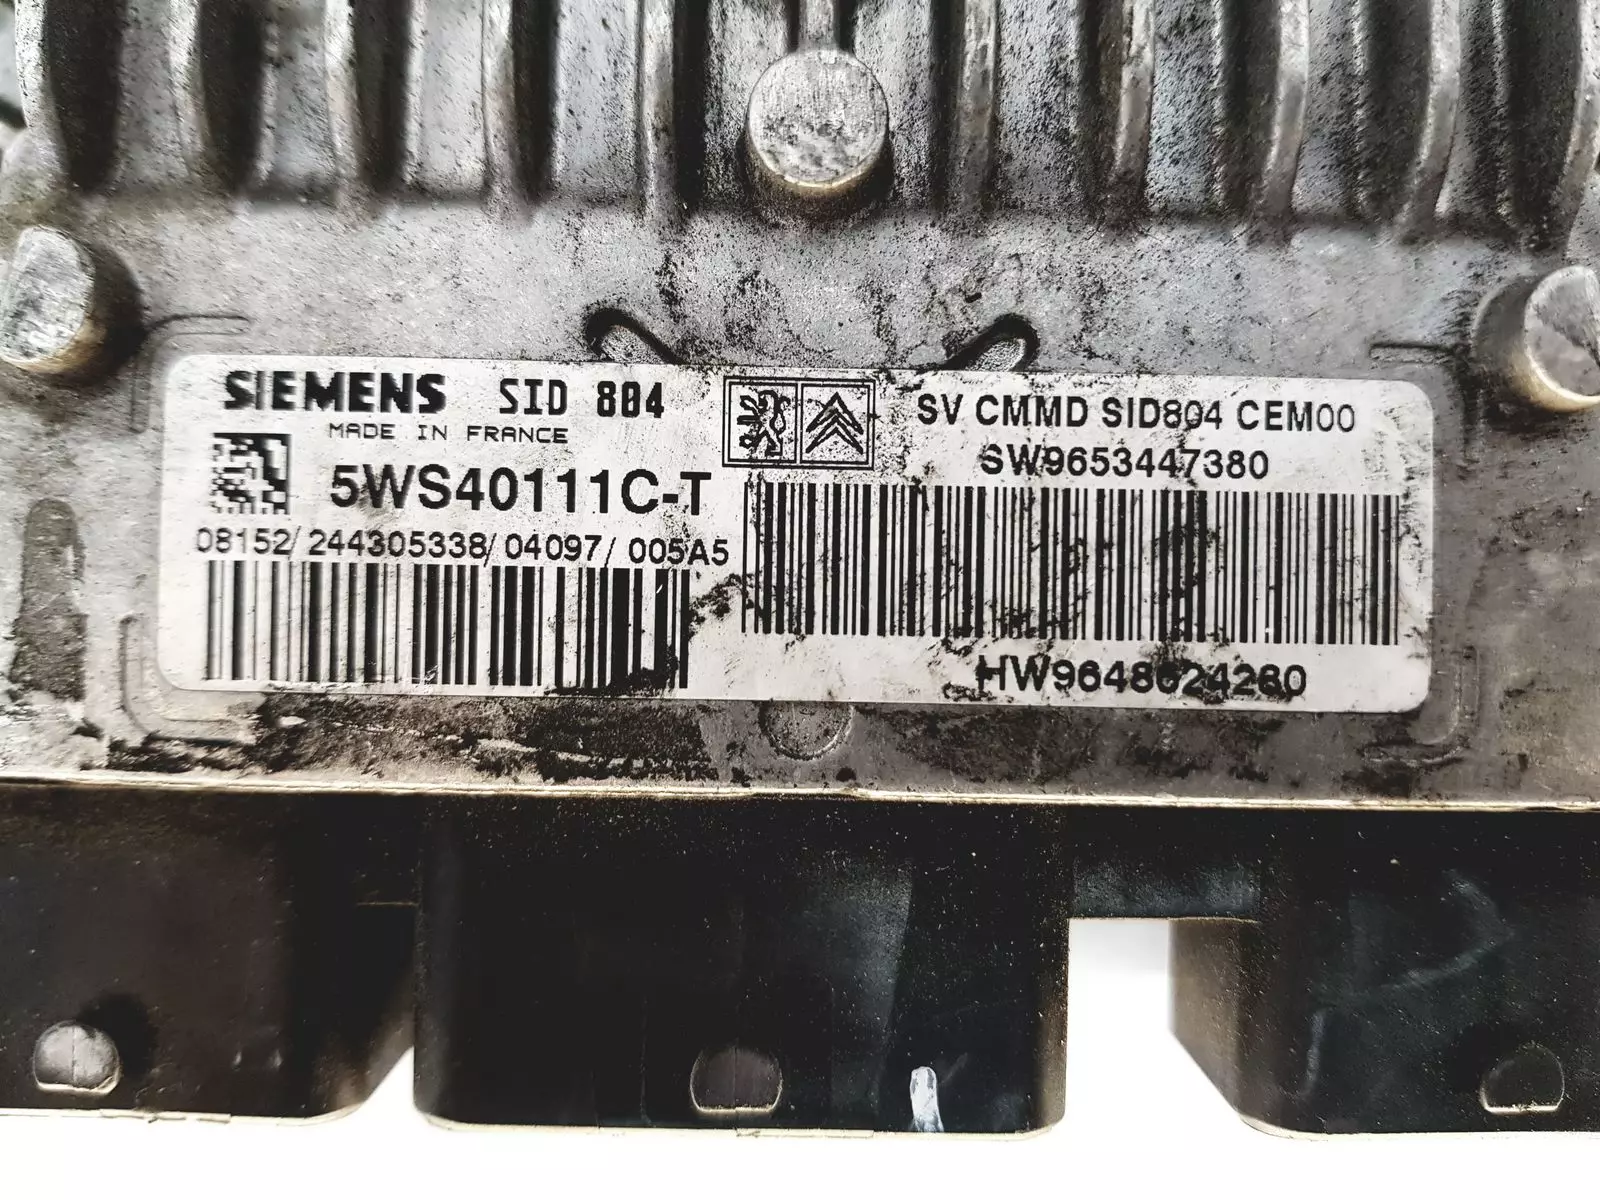 SIEMENS SID 804
MADE IN FRANCE
5WS40111C-T
08152/244305338/04097/005A5
SV CMMD SID804 CEM00
SW9653447380
HW9648624280